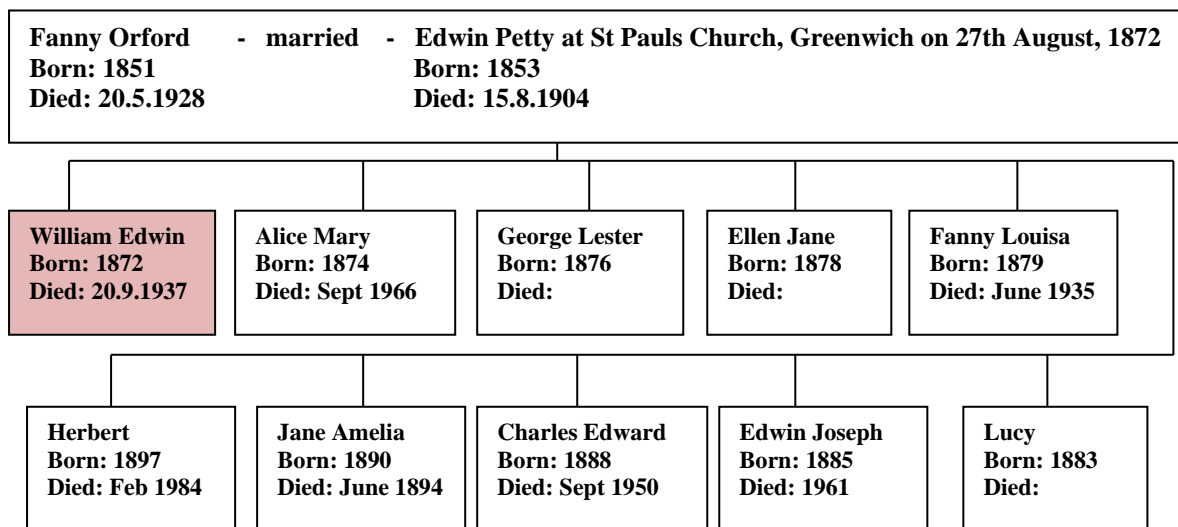 Fanny Orford - married - Edwin Petty at St Pauls Church, Greenwich on 27th August, 1872
Born: 1851 Born: 1853
Died: 20.5.1928 Died: 15.8.1904
William Edwin
Born: 1872
Died: 20.9.1937
Alice Mary
Born: 1874
Died: Sept 1966
George Lester
Born: 1876
Died:
Ellen Jane
Born: 1878
Died:
Fanny Louisa
Born: 1879
Died: June 1935
Herbert
Born: 1897
Died: Feb 1984
Jane Amelia
Born: 1890
Died: June 1894
Charles Edward
Born: 1888
Died: Sept 1950
Edwin Joseph
Born: 1885
Died: 1961
Lucy
Born: 1883
Died: